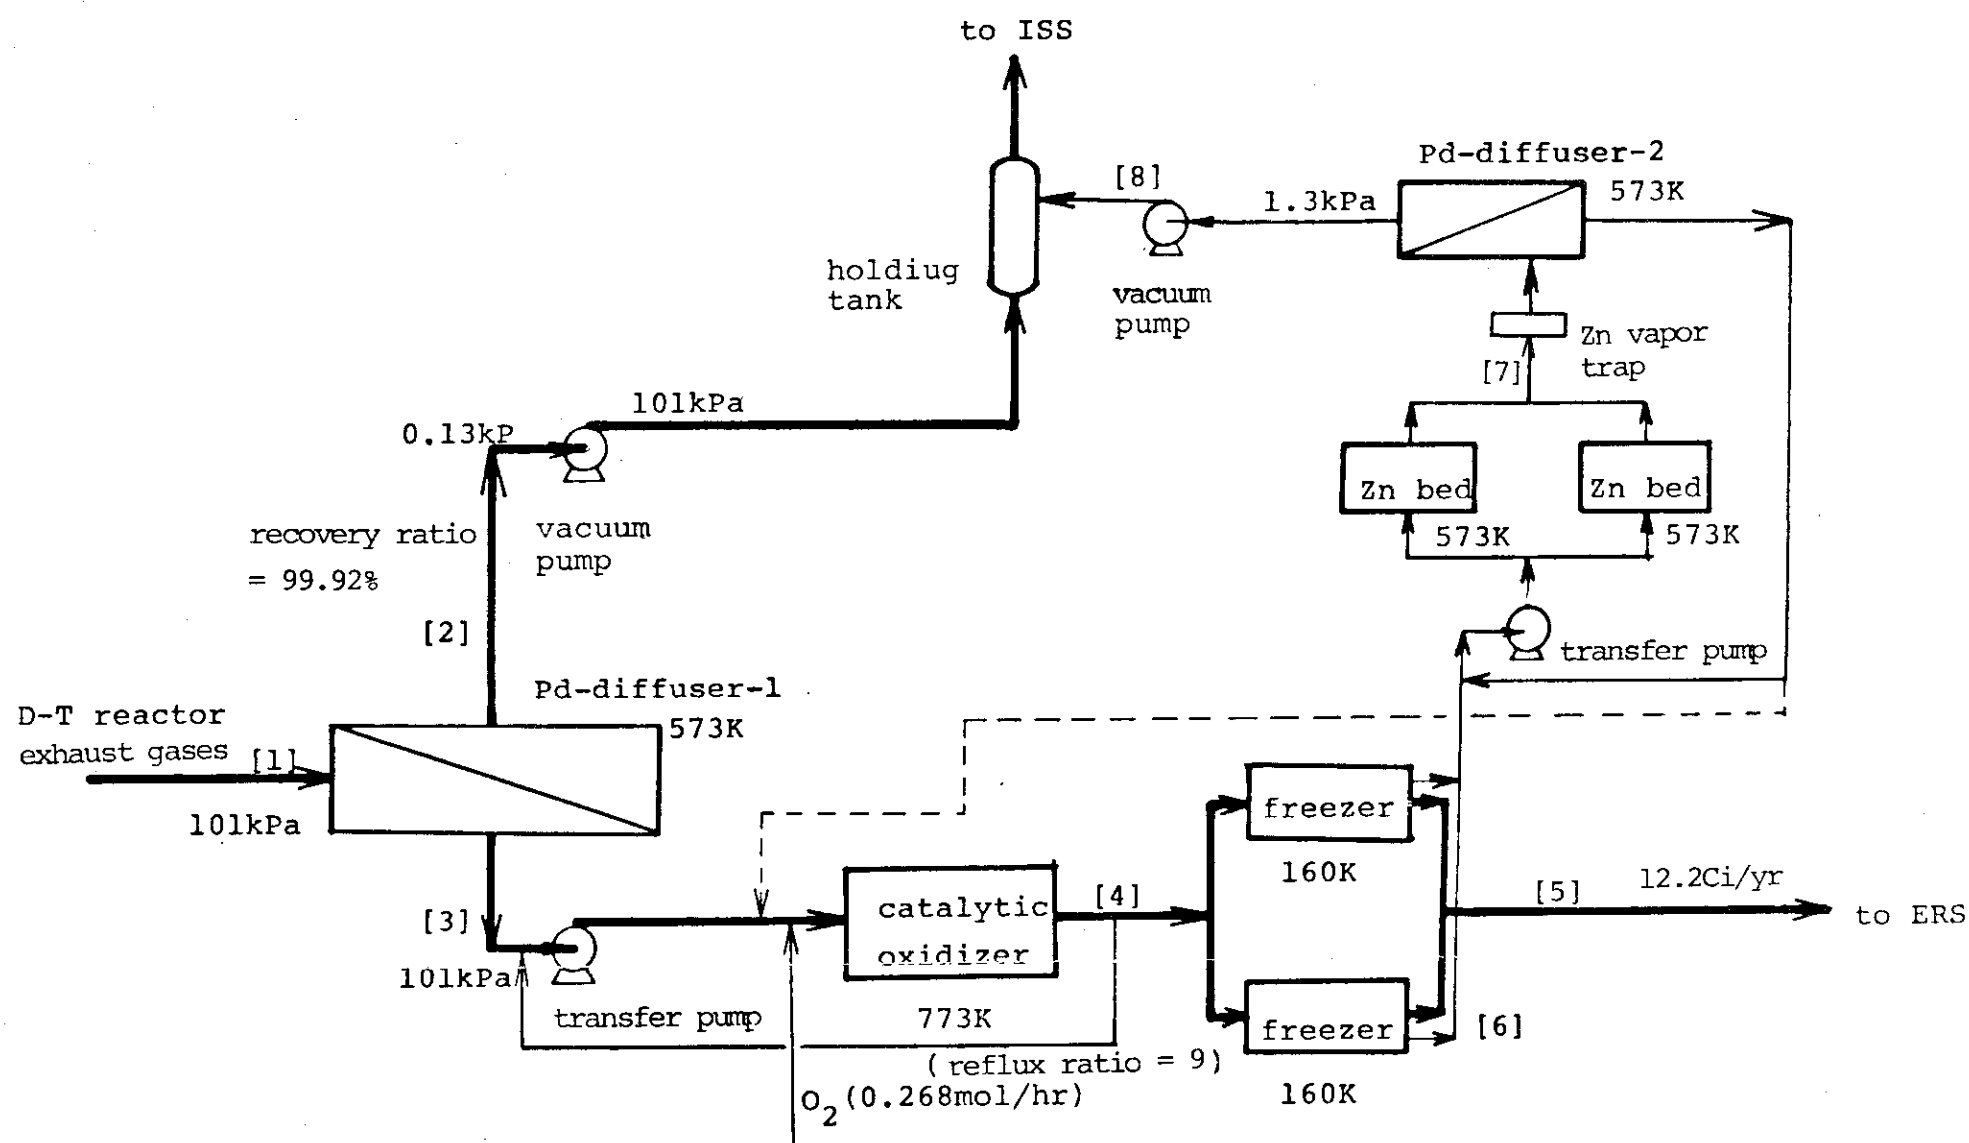 to ISS
Pd-diffuser-2
573K
[8]
1.3kPa
holdiug
tank
vacuum
pump
Zn vapor
trap
[7]
101kPa
0.13kP
Zn bed
Zn bed
573K
573K
recovery ratio
= 99.92%
vacuum
pump
[2]
transfer pump
Pd-diffuser-1
573K
D-T reactor
exhaust gases
[1]
101kPa
freezer
160K
[3]
101kPa
catalytic
oxidizer
[4]
[5]
12.2Ci/yr
to ERS
transfer pump
773K
freezer
[6]
(reflux ratio = 9)
O2(0.268mol/hr)
160K